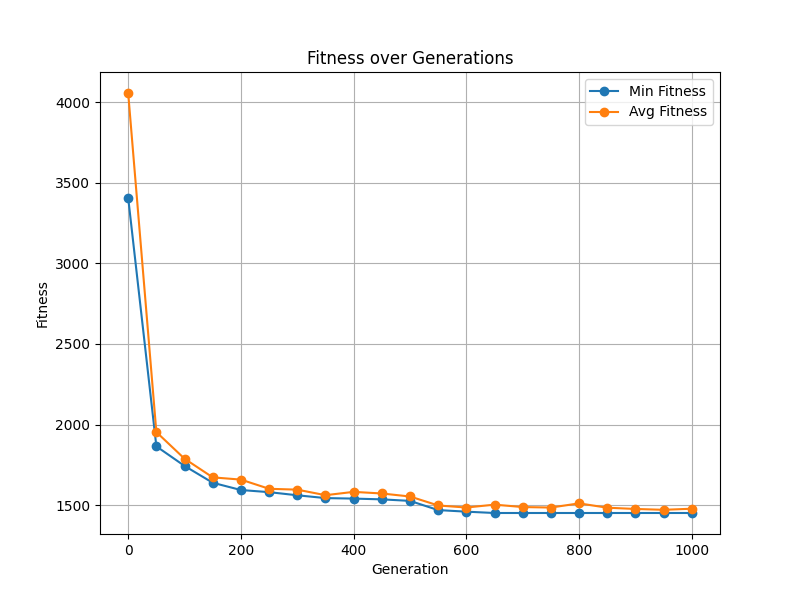 Fitness over Generations
Min Fitness
Avg Fitness
4000
3500
3000
2500
2000
1500
Fitness
0 200 400 600 800 1000
Generation